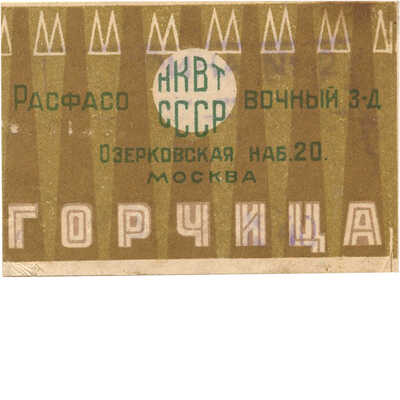 НКВТ
СССР
РАСФАСО ВОЧНЫЙ З-Д
ОЗЕРКОВСКАЯ НАБ.20.
МОСКВА
ГОРЧИЦА